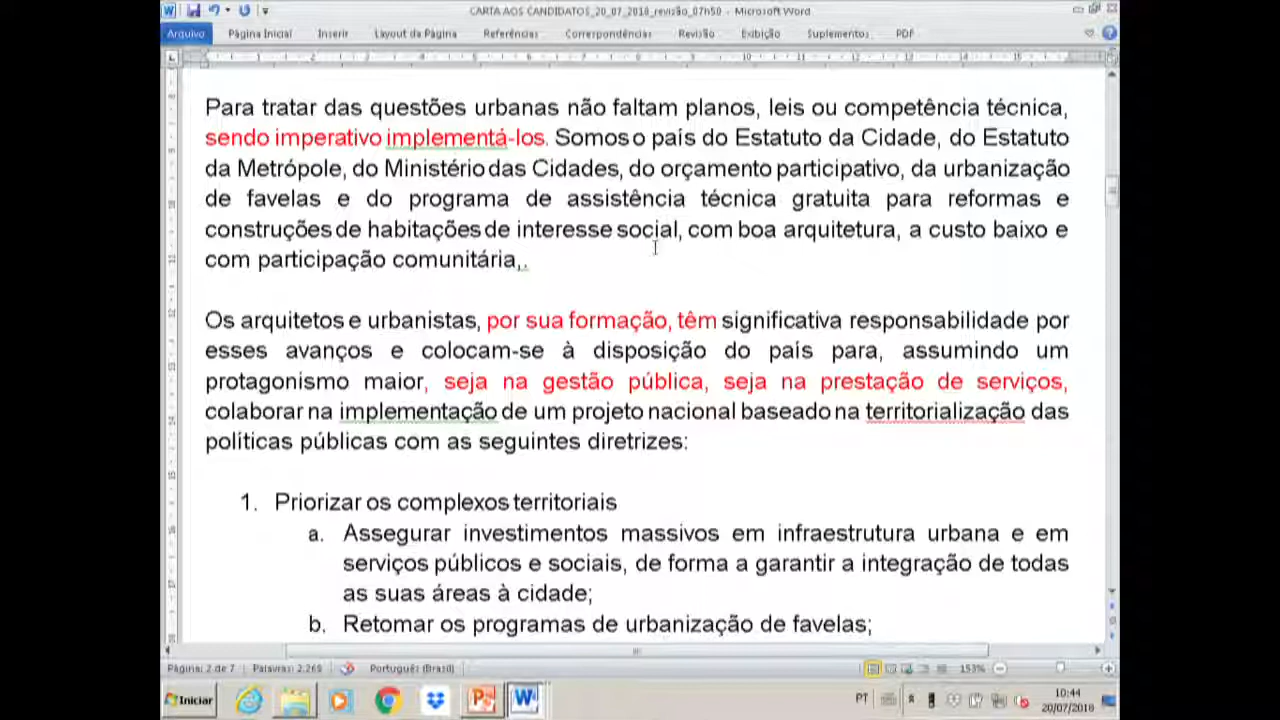 CARTA AOS CANDIDATOS_20_07_2018_revisão_07h50 - Microsoft Word
Arquivo Página Inicial Inserir Layout da Página Referências Correspondências Revisão Exibição Suplementos PDF
Para tratar das questões urbanas não faltam planos, leis ou competência técnica,
sendo imperativo implementá-los. Somos o país do Estatuto da Cidade, do Estatuto
da Metrópole, do Ministério das Cidades, do orçamento participativo, da urbanização
de favelas e do programa de assistência técnica gratuita para reformas e
construções de habitações de interesse social, com boa arquitetura, a custo baixo e
com participação comunitária,.
Os arquitetos e urbanistas, por sua formação, têm significativa responsabilidade por
esses avanços e colocam-se à disposição do país para, assumindo um
protagonismo maior, seja na gestão pública, seja na prestação de serviços,
colaborar na implementação de um projeto nacional baseado na territorialização das
políticas públicas com as seguintes diretrizes:
1. Priorizar os complexos territoriais
a. Assegurar investimentos massivos em infraestrutura urbana e em
serviços públicos e sociais, de forma a garantir a integração de todas
as suas áreas à cidade;
b. Retomar os programas de urbanização de favelas;
Página: 2 de 7 Palavras: 2.269 Português (Brasil) 153%
Iniciar PT 10:44
20/07/2018